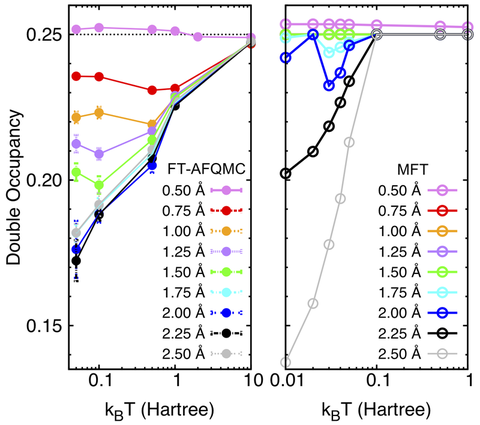 Double Occupancy
0.25
0.20
0.15
FT-AFQMC
0.50 Å
0.75 Å
1.00 Å
1.25 Å
1.50 Å
1.75 Å
2.00 Å
2.25 Å
2.50 Å
0.1
1
10
k_BT (Hartree)
MFT
0.50 Å
0.75 Å
1.00 Å
1.25 Å
1.50 Å
1.75 Å
2.00 Å
2.25 Å
2.50 Å
0.01
0.1
1
k_BT (Hartree)